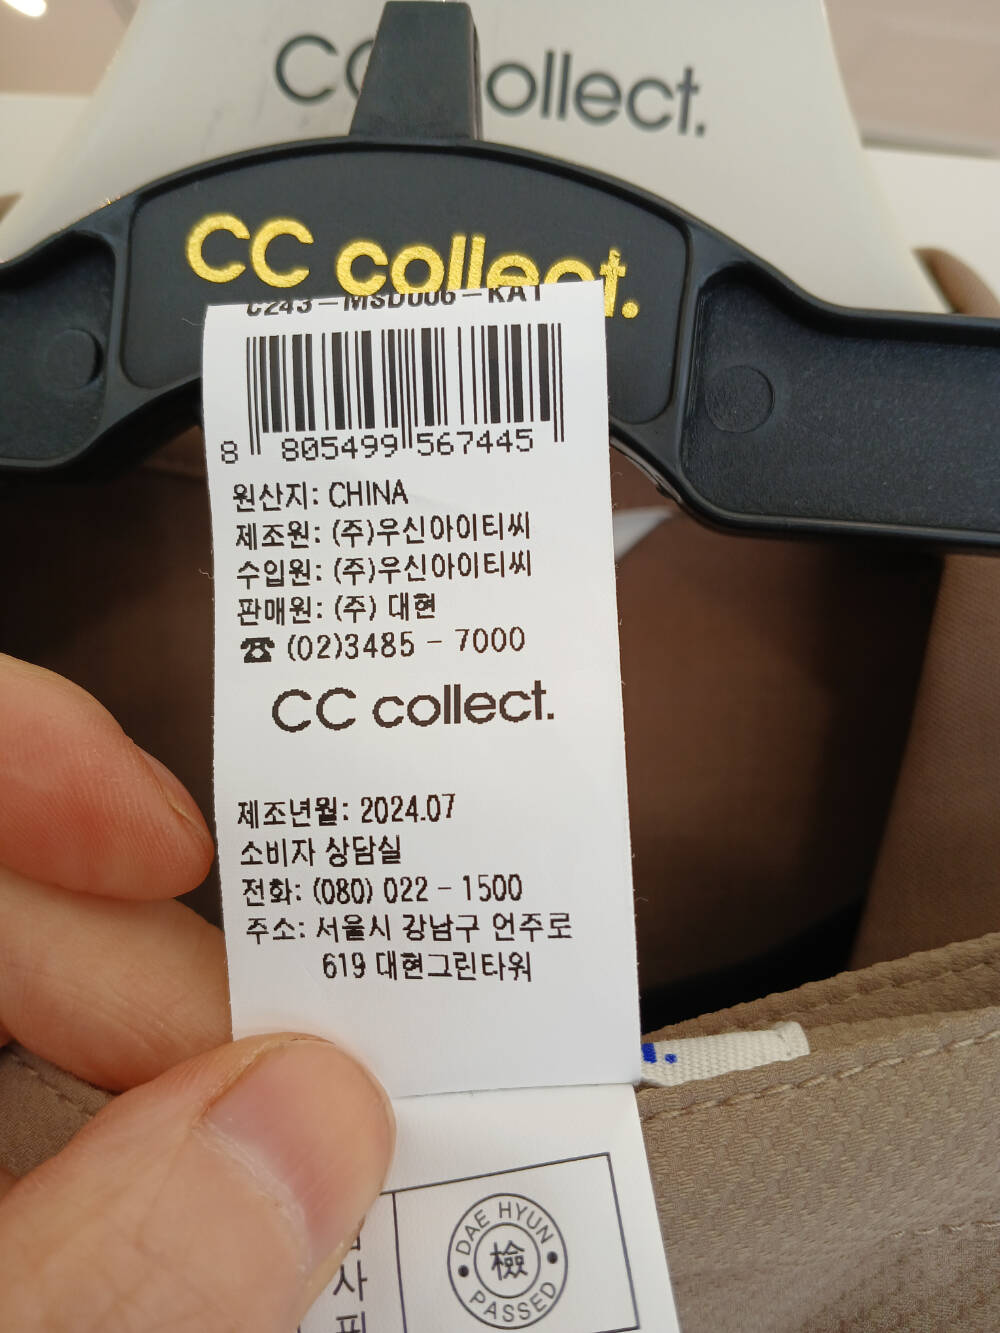 CC collect.
CC collect.
C243-MSD006-KA1
8 805499 567445
원산지: CHINA
제조원: (주)우신아이티씨
수입원: (주)우신아이티씨
판매원: (주) 대현
☎ (02)3485 - 7000
CC collect.
제조년월: 2024.07
소비자 상담실
전화: (080) 022 - 1500
주소: 서울시 강남구 언주로
619 대현그린타워
DAE HYUN
檢
PASSED